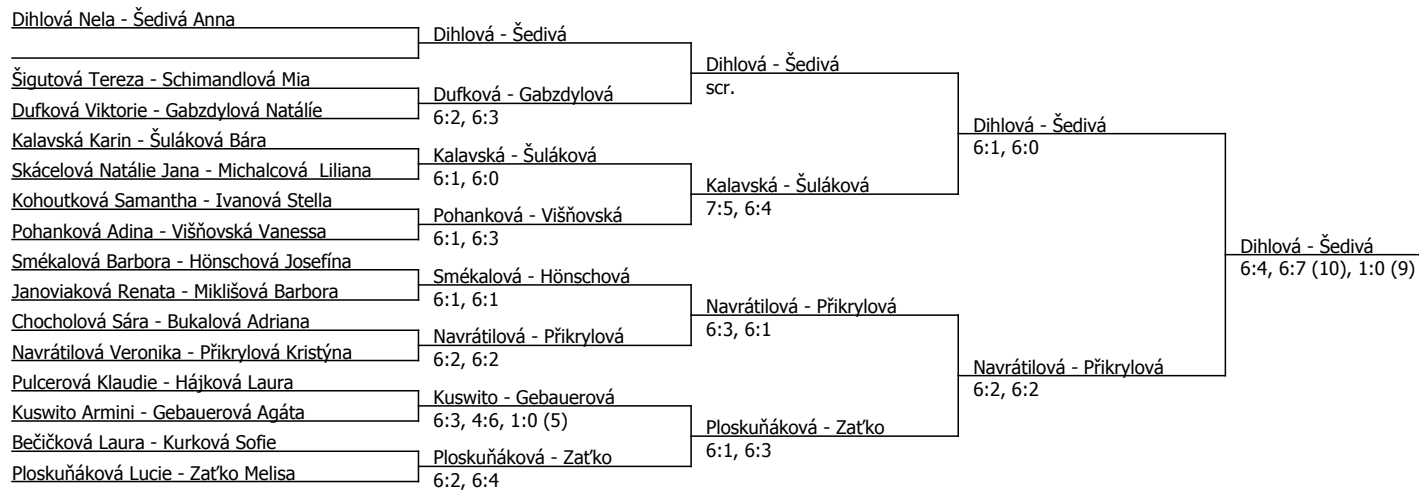 Dihlová Nela - Šedivá Anna
Šigutová Tereza - Schimandlová Mia
Dufková Viktorie - Gabzdylová Natálíe
Kalavská Karin - Šuláková Bára
Skácelová Natálie Jana - Michalcová  Liliana
Kohoutková Samantha - Ivanová Stella
Pohanková Adina - Višňovská Vanessa
Smékalová Barbora - Hönschová Josefína
Janoviaková Renata - Miklišová Barbora
Chocholová Sára - Bukalová Adriana
Navrátilová Veronika - Přikrylová Kristýna
Pulcerová Klaudie - Hájková Laura
Kuswito Armini - Gebauerová Agáta
Bečičková Laura - Kurková Sofie
Ploskuňáková Lucie - Zaťko Melisa
Dihlová - Šedivá
Dufková - Gabzdylová
6:2, 6:3
Kalavská - Šuláková
6:1, 6:0
Pohanková - Višňovská
6:1, 6:3
Smékalová - Hönschová
6:1, 6:1
Navrátilová - Přikrylová
6:2, 6:2
Kuswito - Gebauerová
6:3, 4:6, 1:0 (5)
Ploskuňáková - Zaťko
6:2, 6:4
Dihlová - Šedivá
scr.
Kalavská - Šuláková
7:5, 6:4
Navrátilová - Přikrylová
6:3, 6:1
Ploskuňáková - Zaťko
6:1, 6:3
Dihlová - Šedivá
6:1, 6:0
Navrátilová - Přikrylová
6:2, 6:2
Dihlová - Šedivá
6:4, 6:7 (10), 1:0 (9)